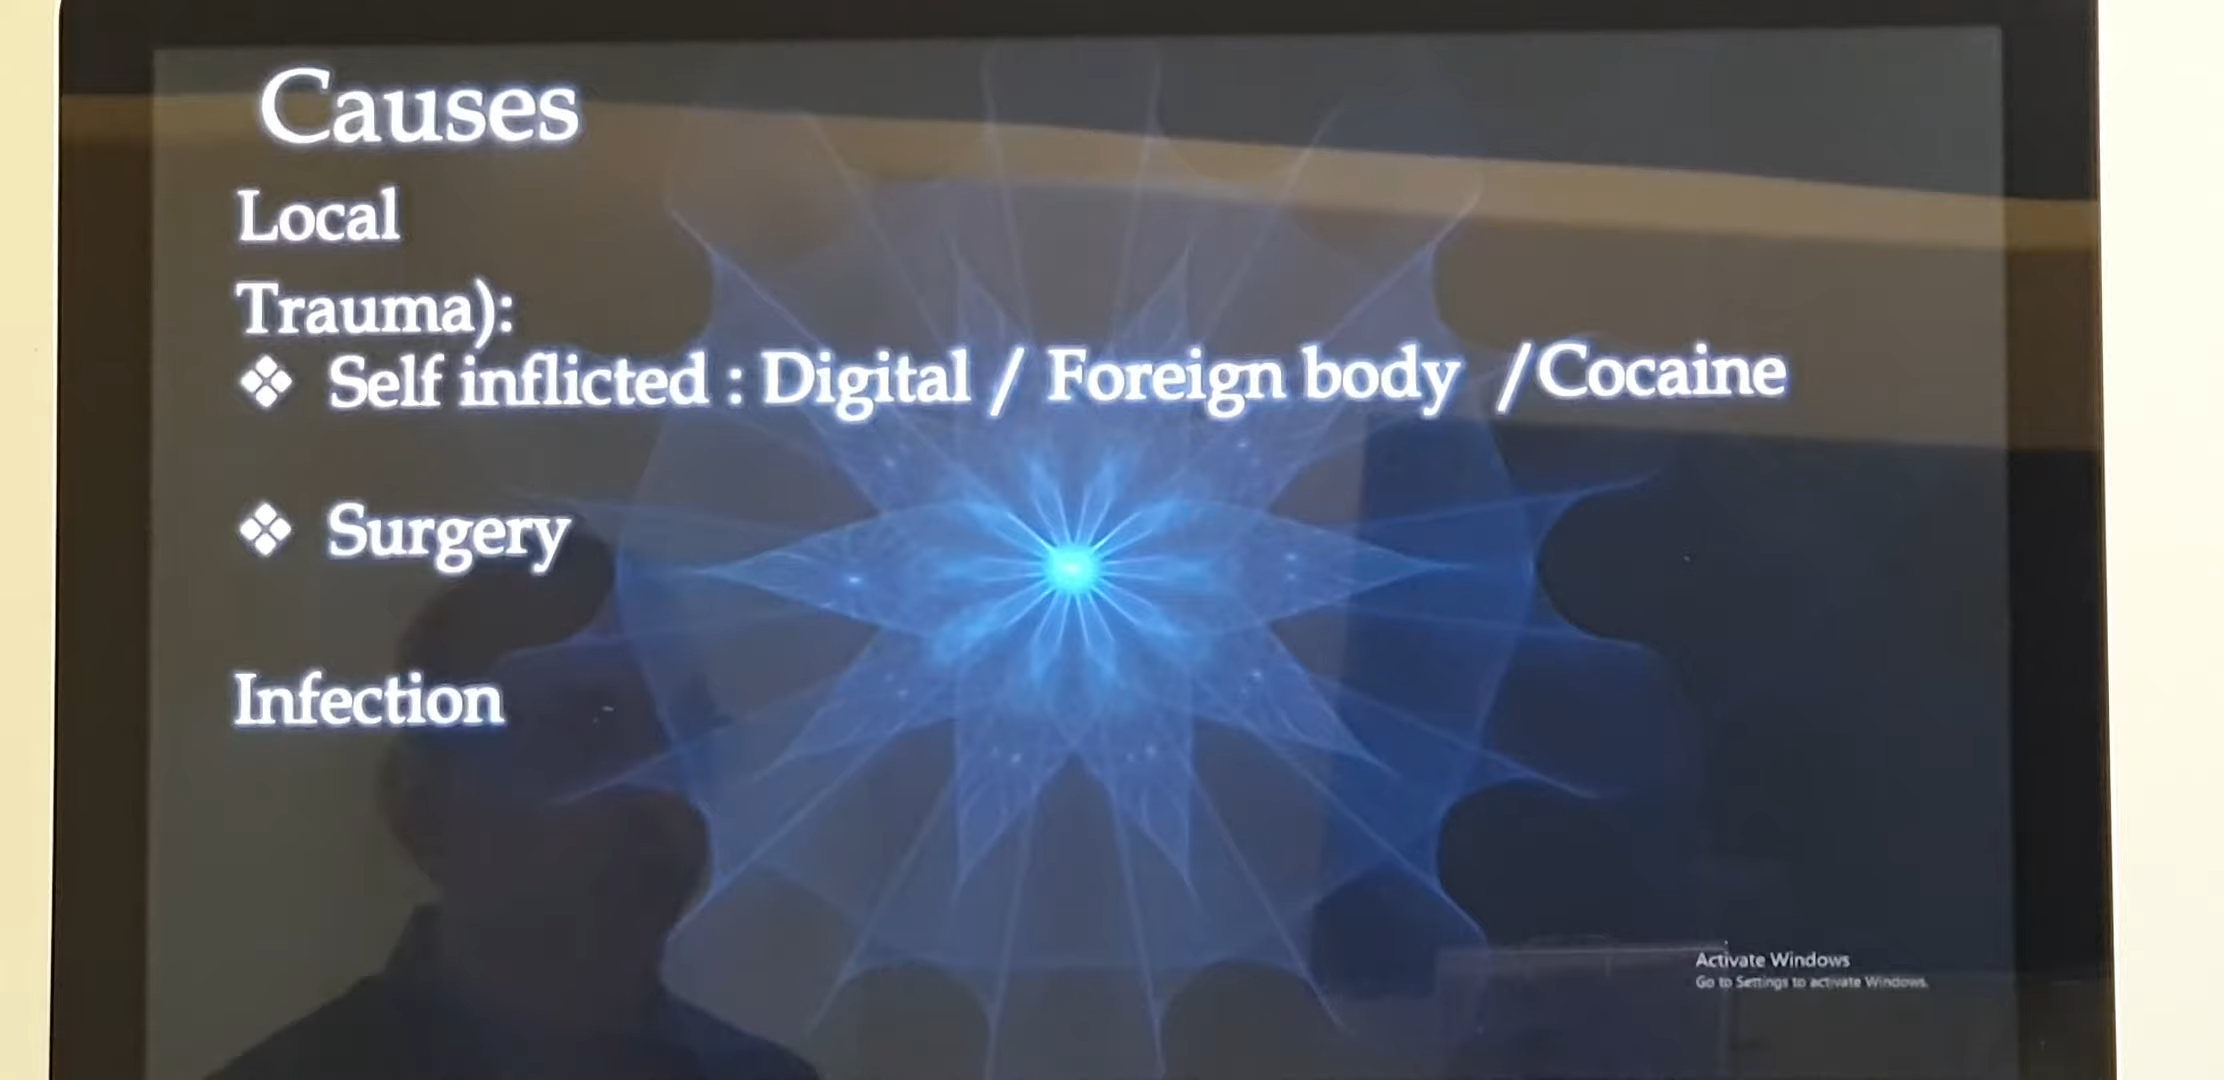 Causes
Local
Trauma):
❖ Self inflicted : Digital / Foreign body /Cocaine
❖ Surgery
Infection
Activate Windows
Go to Settings to activate Windows.